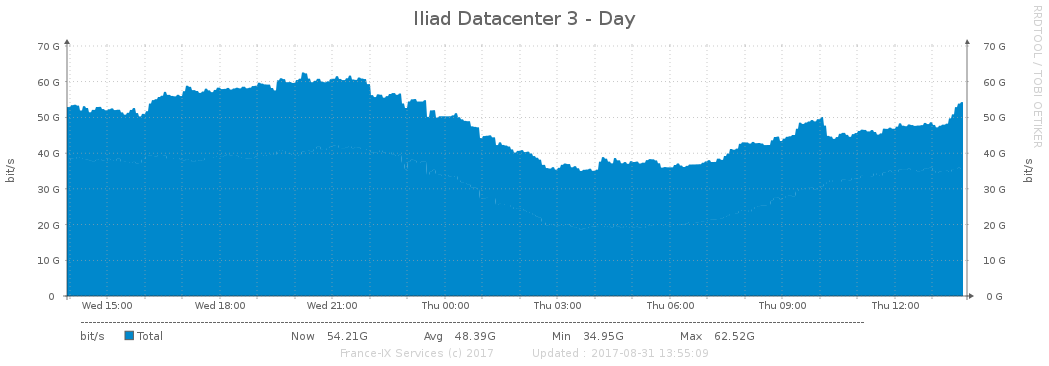 Iliad Datacenter 3 - Day
RRDTOOL / TOBI OETIKER
70 G 70 G
60 G 60 G
50 G 50 G
40 G 40 G
30 G 30 G
20 G 20 G
10 G 10 G
0 0 G
bit/s bit/s
Wed 15:00 Wed 18:00 Wed 21:00 Thu 00:00 Thu 03:00 Thu 06:00 Thu 09:00 Thu 12:00
bit/s Total Now 54.21G Avg 48.39G Min 34.95G Max 62.52G
France-IX Services (c) 2017 Updated : 2017-08-31 13:55:09